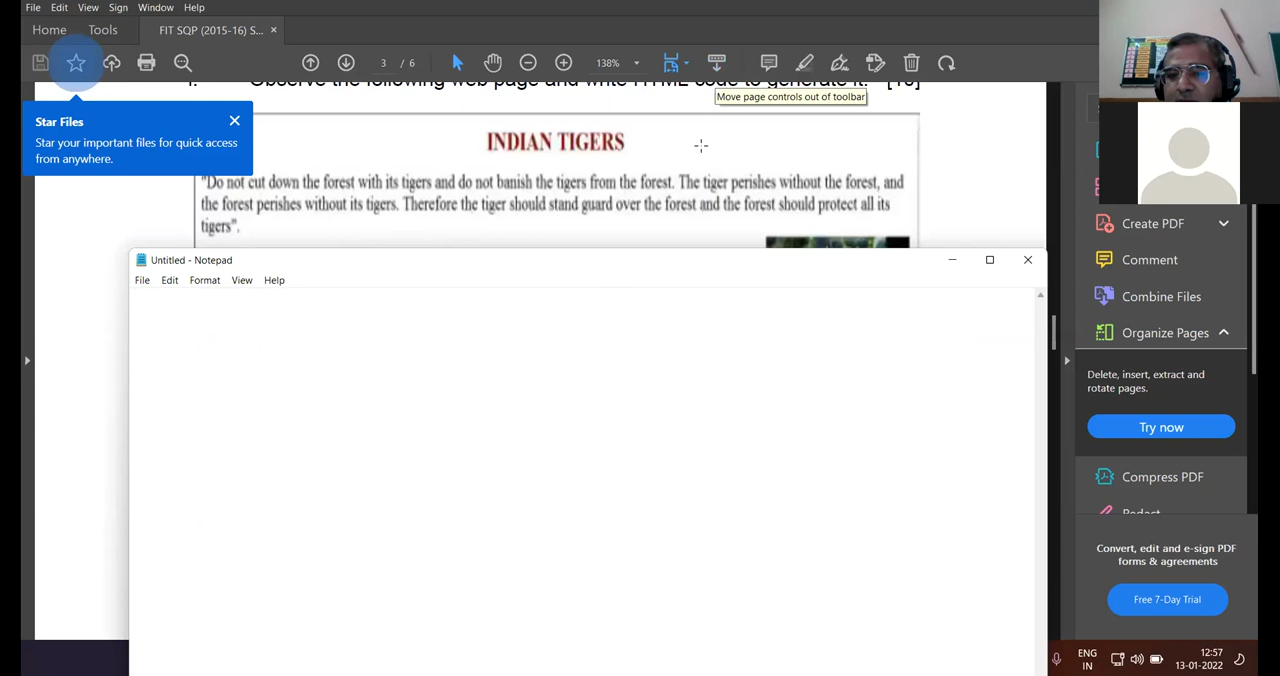 File Edit View Sign Window Help
Home Tools FIT SQP (2015-16) S... ×
3 / 6 138%
Observe the following web page and write HTML code to generate it. [10]
Move page controls out of toolbar
Star Files
Star your important files for quick access
from anywhere.
INDIAN TIGERS
"Do not cut down the forest with its tigers and do not banish the tigers from the forest. The tiger perishes without the forest, and
the forest perishes without its tigers. Therefore the tiger should stand guard over the forest and the forest should protect all its
tigers".
Untitled - Notepad
File Edit Format View Help
Create PDF
Comment
Combine Files
Organize Pages
Delete, insert, extract and
rotate pages.
Try now
Compress PDF
Redact
Convert, edit and e-sign PDF
forms & agreements
Free 7-Day Trial
ENG
IN
12:57
13-01-2022